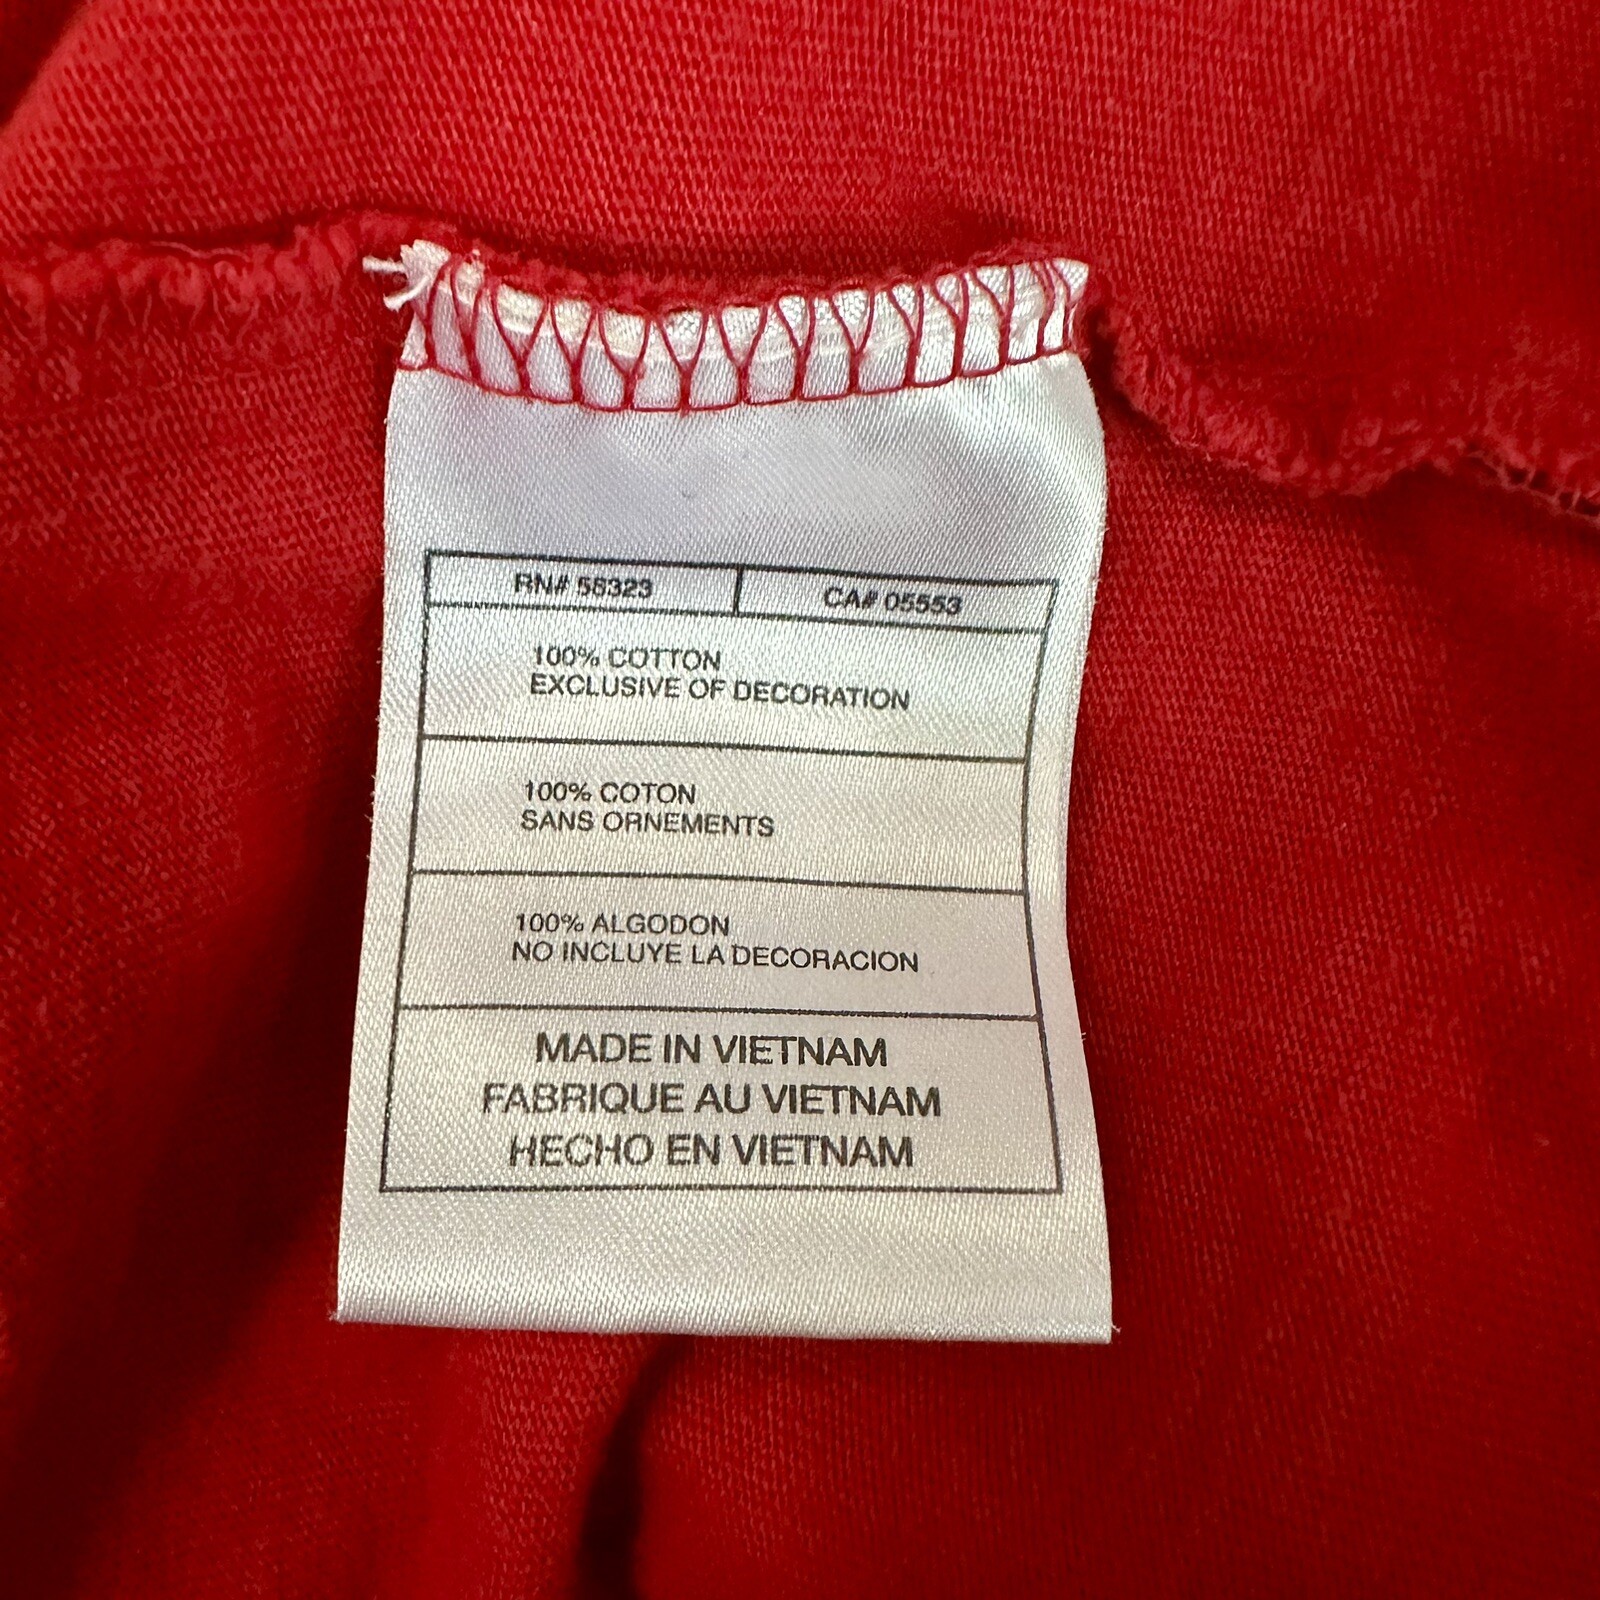 RN# 56323
CA# 05553
100% COTTON
EXCLUSIVE OF DECORATION
100% COTON
SANS ORNEMENTS
100% ALGODON
NO INCLUYE LA DECORACION
MADE IN VIETNAM
FABRIQUE AU VIETNAM
HECHO EN VIETNAM